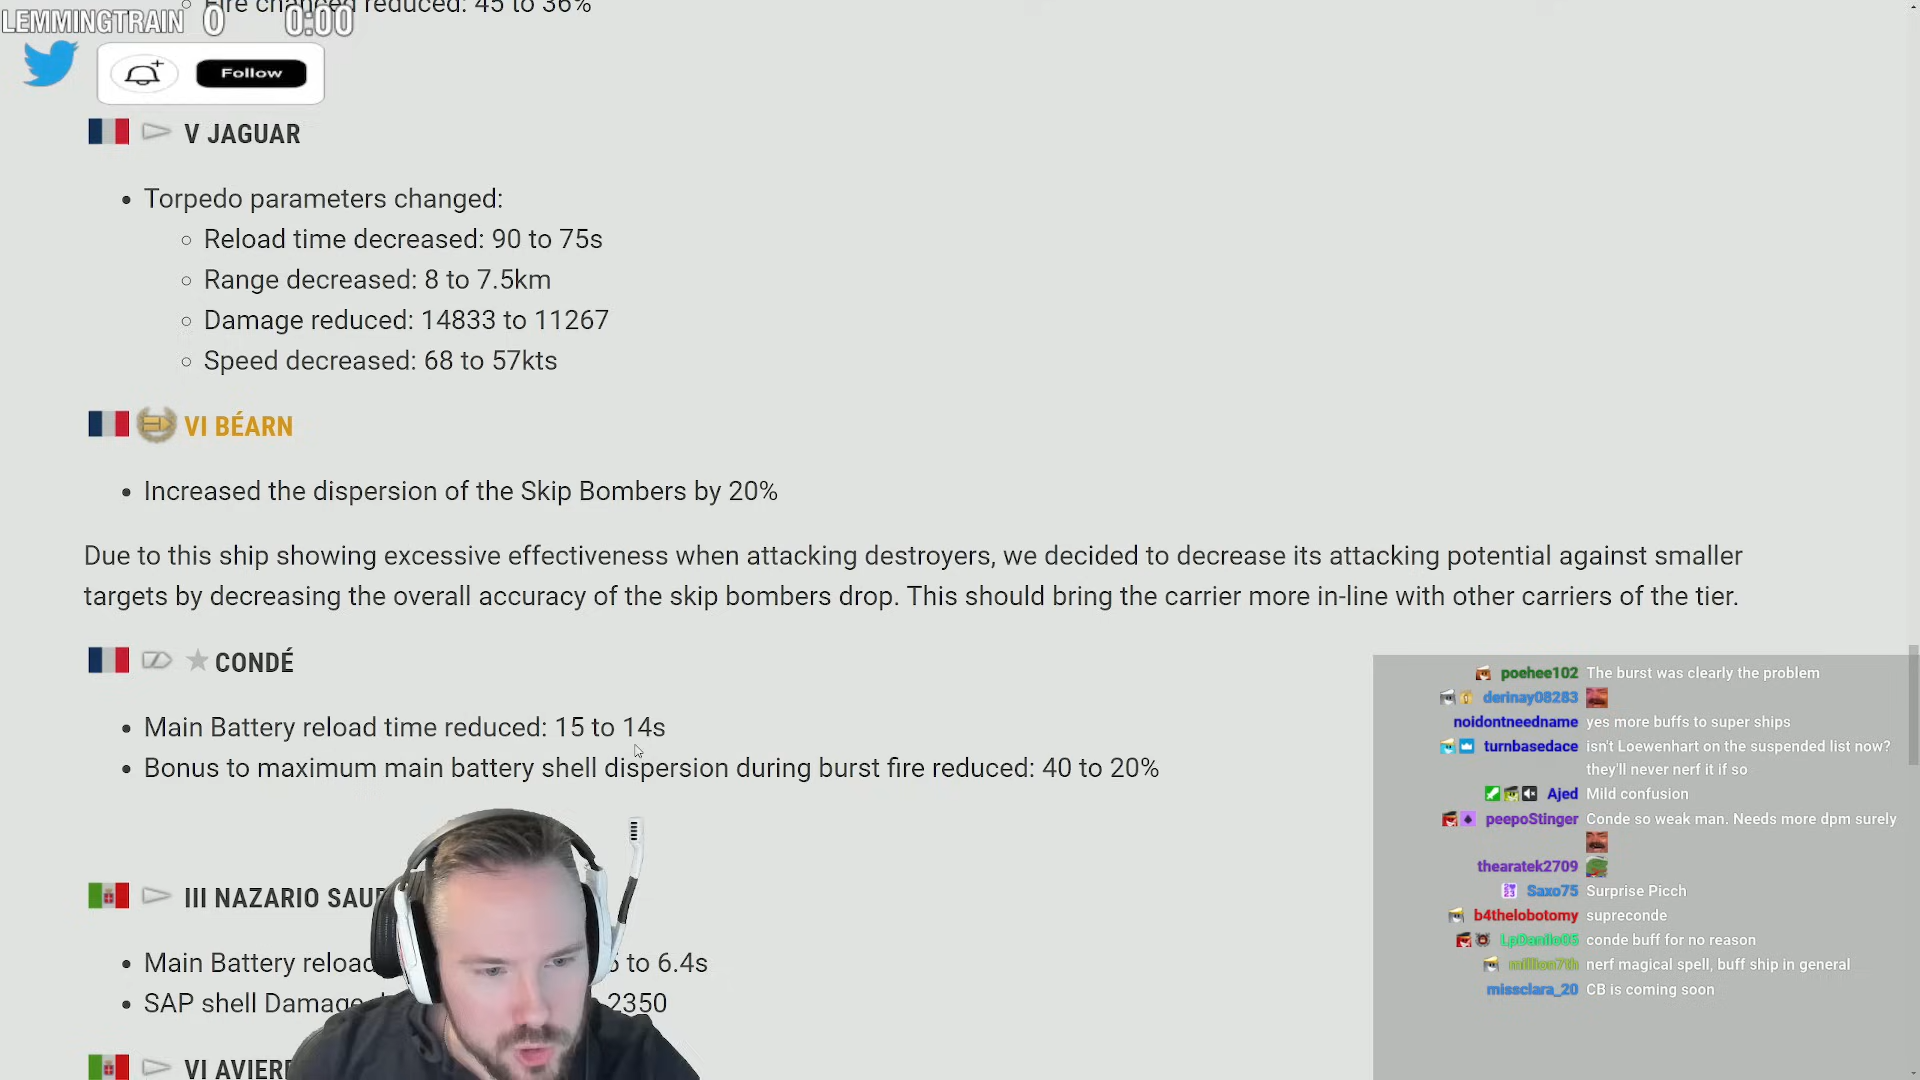 Fire changed reduced: 45 to 36%
LEMMINGTRAIN 0 0:00
Follow
V JAGUAR
Torpedo parameters changed:
Reload time decreased: 90 to 75s
Range decreased: 8 to 7.5km
Damage reduced: 14833 to 11267
Speed decreased: 68 to 57kts
VI BÉARN
Increased the dispersion of the Skip Bombers by 20%
Due to this ship showing excessive effectiveness when attacking destroyers, we decided to decrease its attacking potential against smaller
targets by decreasing the overall accuracy of the skip bombers drop. This should bring the carrier more in-line with other carriers of the tier.
CONDÉ
Main Battery reload time reduced: 15 to 14s
Bonus to maximum main battery shell dispersion during burst fire reduced: 40 to 20%
III NAZARIO
Main Battery reload to 6.4s
SAP shell Damage 2350
VI
poehee102 The burst was clearly the problem
derinay08283
noidontneedname yes more buffs to super ships
turnbasedace isn't Loewenhart on the suspended list now?
they'll never nerf it if so
Ajed Mild confusion
peepoStinger Conde so weak man. Needs more dpm surely
thearatek2709
Saxo75 Surprise Picch
b4thelobotomy supreconde
LpDanilo05 conde buff for no reason
million7th nerf magical spell, buff ship in general
missclara_20 CB is coming soon